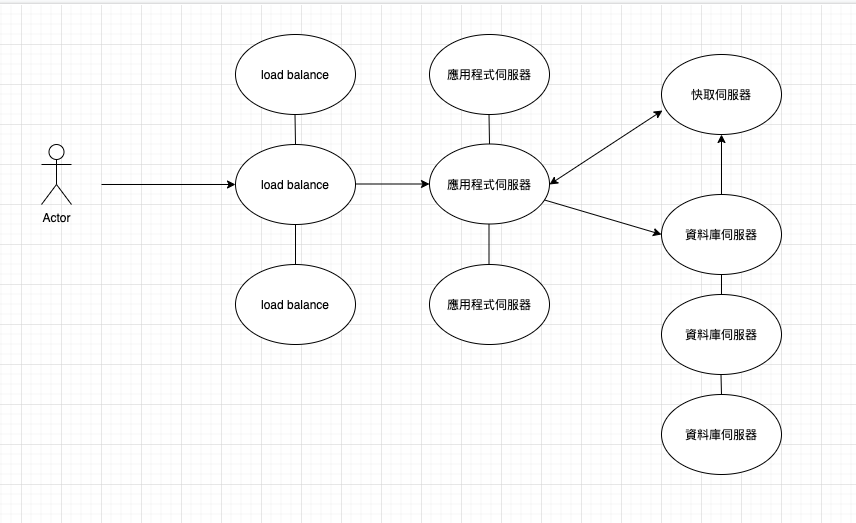 load balance
應用程式伺服器
快取伺服器
Actor
load balance
應用程式伺服器
資料庫伺服器
load balance
應用程式伺服器
資料庫伺服器
資料庫伺服器